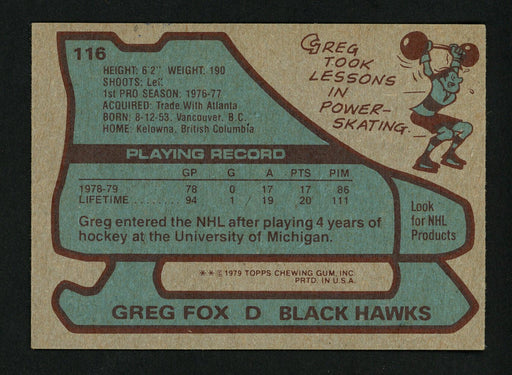 116
HEIGHT: 6'2" WEIGHT: 190
SHOOTS: Left
1st PRO SEASON: 1976-77
ACQUIRED: Trade With Atlanta
BORN: 8-12-53, Vancouver, B.C.
HOME: Kelowna, British Columbia
GREG
TOOK
LESSONS
IN
POWER-
SKATING.
PLAYING RECORD
GP G A PTS PIM
1978-79 78 0 17 17 86
LIFETIME ........ 94 1 19 20 111
Greg entered the NHL after playing 4 years of
hockey at the University of Michigan.
Look
for NHL
Products
** © 1979 TOPPS CHEWING GUM, INC.
PRTD. IN U.S.A.
GREG FOX D BLACK HAWKS